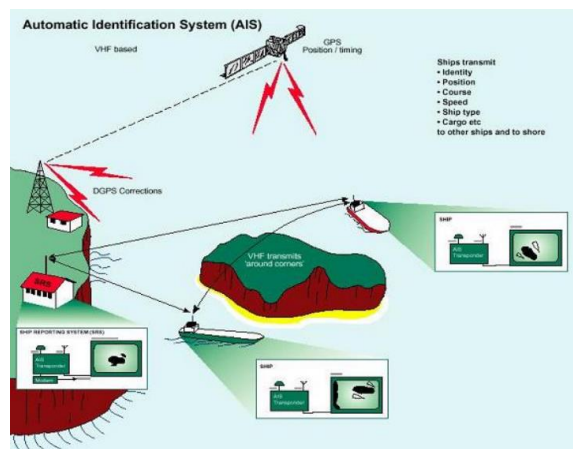 Automatic Identification System (AIS)
VHF based
GPS
Position / timing
Ships transmit
• Identity
• Position
• Course
• Speed
• Ship type
• Cargo etc
to other ships and to shore
DGPS Corrections
VHF transmits
'around corners'
SHIP
AIS
Transponder
SRS
SHIP REPORTING SYSTEM (SRS)
AIS
Transponder
Modem
SHIP
AIS
Transponder